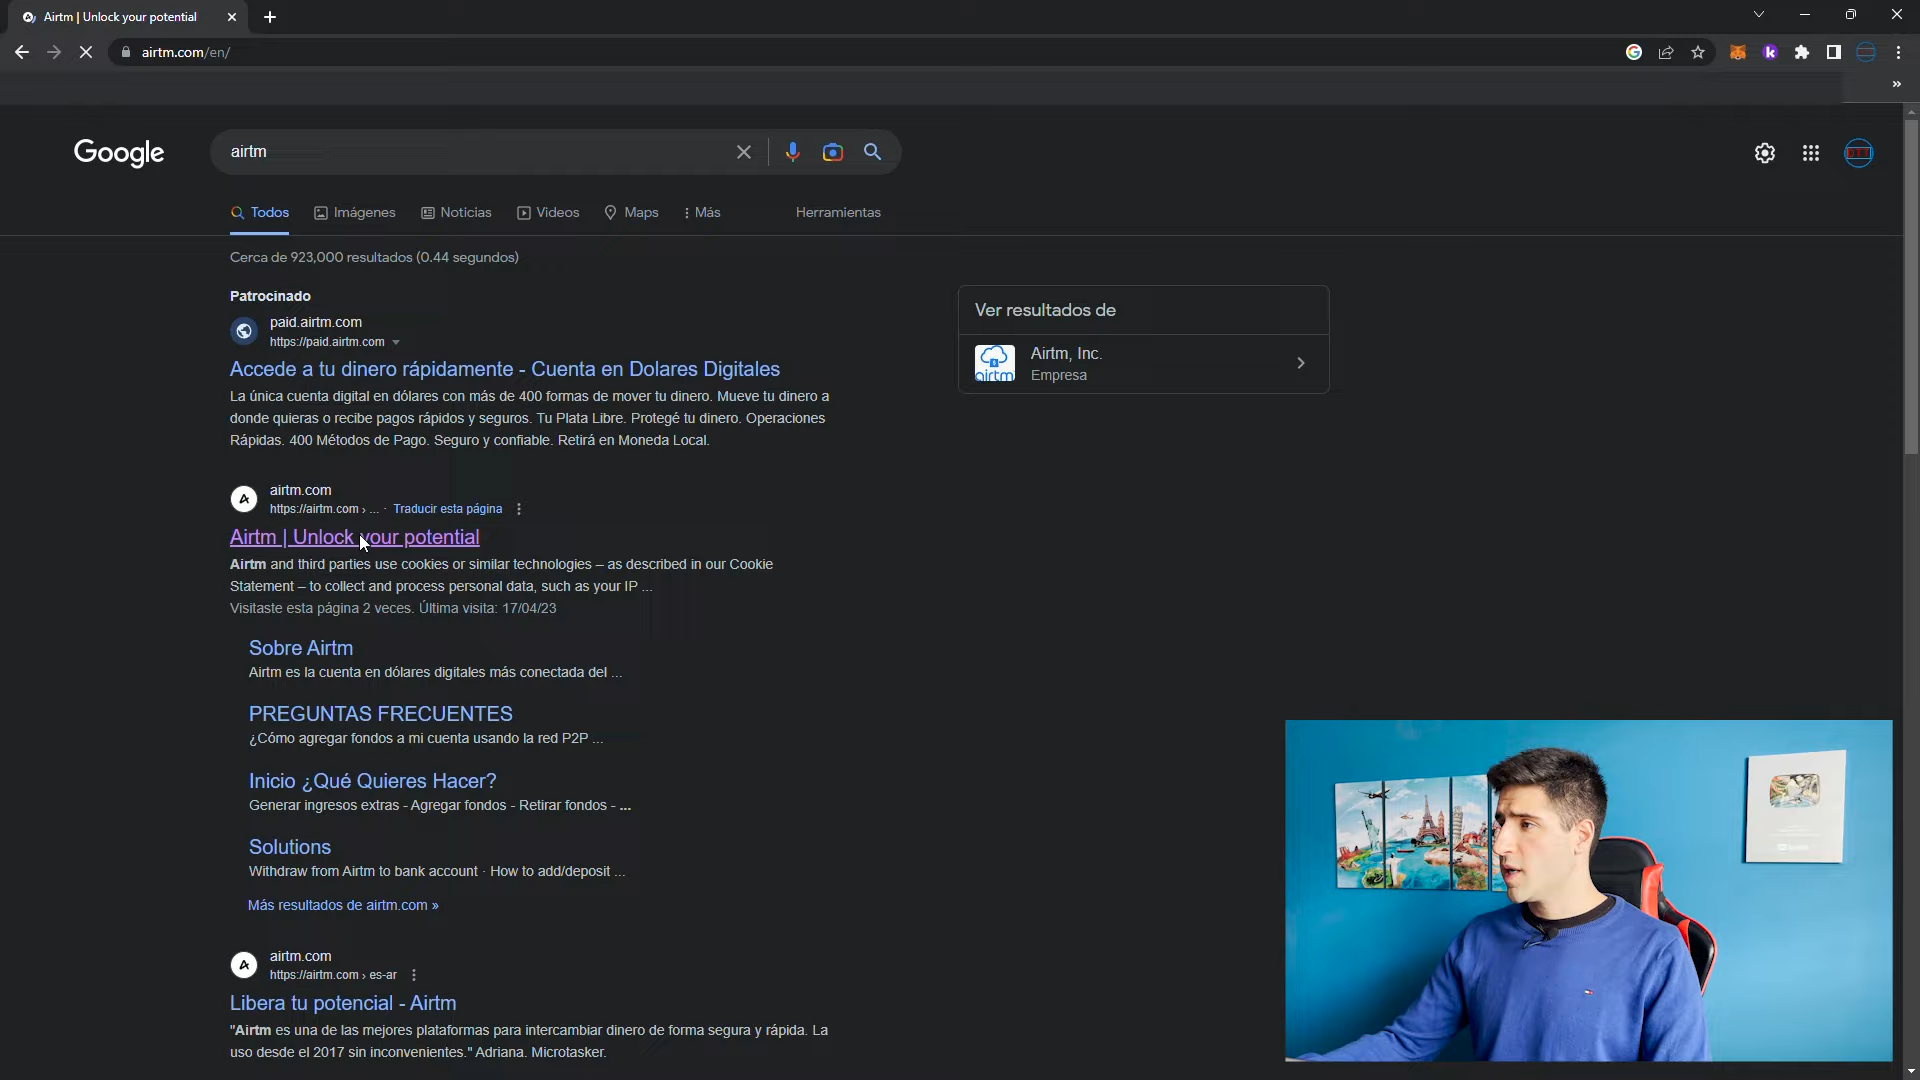 Airtm | Unlock your potential
airtm.com/en/
Google
airtm
Todos
Imágenes
Noticias
Videos
Maps
Más
Herramientas
Cerca de 923,000 resultados (0.44 segundos)
Patrocinado
paid.airtm.com
https://paid.airtm.com
Accede a tu dinero rápidamente - Cuenta en Dolares Digitales
La única cuenta digital en dólares con más de 400 formas de mover tu dinero. Mueve tu dinero a
donde quieras o recibe pagos rápidos y seguros. Tu Plata Libre. Protegé tu dinero. Operaciones
Rápidas. 400 Métodos de Pago. Seguro y confiable. Retirá en Moneda Local.
Ver resultados de
airtm
Airtm, Inc.
Empresa
airtm.com
https://airtm.com › ... · Traducir esta página
Airtm | Unlock your potential
Airtm and third parties use cookies or similar technologies – as described in our Cookie
Statement – to collect and process personal data, such as your IP ...
Visitaste esta página 2 veces. Última visita: 17/04/23
Sobre Airtm
Airtm es la cuenta en dólares digitales más conectada del ...
PREGUNTAS FRECUENTES
¿Cómo agregar fondos a mi cuenta usando la red P2P ...
Inicio ¿Qué Quieres Hacer?
Generar ingresos extras - Agregar fondos - Retirar fondos - ...
Solutions
Withdraw from Airtm to bank account · How to add/deposit ...
Más resultados de airtm.com »
airtm.com
https://airtm.com › es-ar
Libera tu potencial - Airtm
"Airtm es una de las mejores plataformas para intercambiar dinero de forma segura y rápida. La
uso desde el 2017 sin inconvenientes." Adriana. Microtasker.